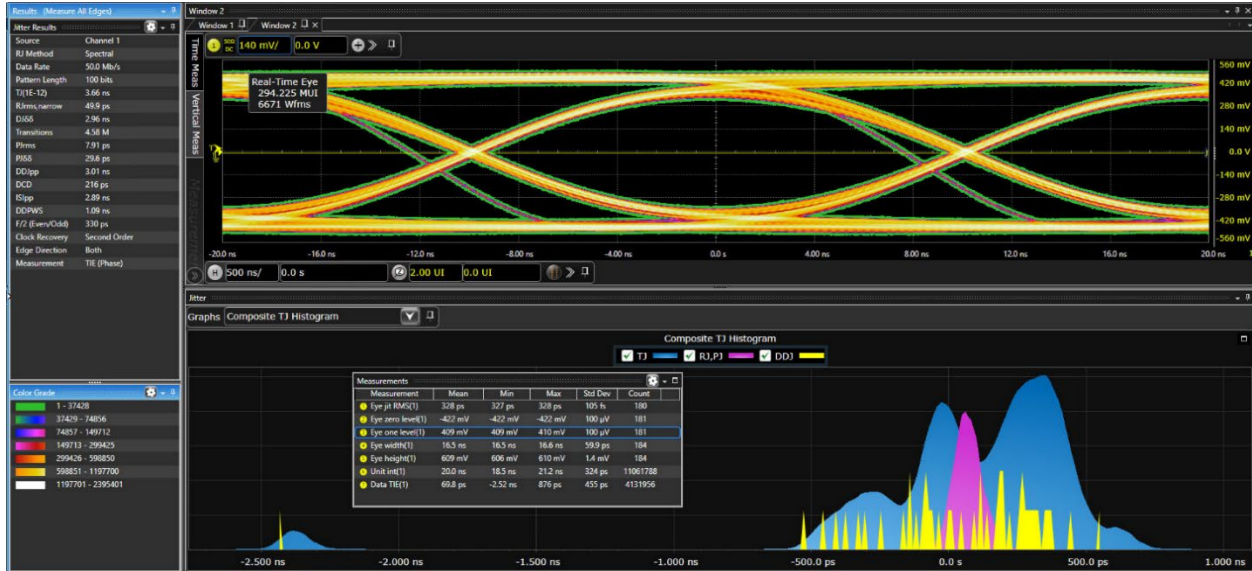 Results (Measure All Edges)
Jitter Results
Source Channel 1
RJ Method Spectral
Data Rate 50.0 Mb/s
Pattern Length 100 bits
TJ(1E-12) 3.66 ns
RJrms,narrow 49.9 ps
DJδδ 2.96 ns
Transitions 4.58 M
PJrms 7.91 ps
PJδδ 29.6 ps
DDJpp 3.01 ns
DCD 216 ps
ISIpp 2.89 ns
DDPWS 1.09 ns
F/2 (Even/Odd) 330 ps
Clock Recovery Second Order
Edge Direction Both
Measurement TIE (Phase)
Color Grade
1 - 37428
37429 - 74856
74857 - 149712
149713 - 299425
299426 - 598850
598851 - 1197700
1197701 - 2395401
Window 2
Window 1 Window 2
Time Meas
Vertical Meas
Measurements
1 50Ω DC 140 mV/ 0.0 V
Real-Time Eye
294.225 MUI
6671 Wfms
560 mV
420 mV
280 mV
140 mV
0.0 V
-140 mV
-280 mV
-420 mV
-560 mV
-20.0 ns -16.0 ns -12.0 ns -8.00 ns -4.00 ns 0.0 s 4.00 ns 8.00 ns 12.0 ns 16.0 ns 20.0 ns
H 500 ns/ 0.0 s Z 2.00 UI 0.0 UI
Jitter
Graphs Composite TJ Histogram
Composite TJ Histogram
TJ RJ,PJ DDJ
Measurements
Measurement Mean Min Max Std Dev Count
Eye jit RMS(1) 328 ps 327 ps 328 ps 105 fs 180
Eye zero level(1) -422 mV -422 mV -422 mV 100 µV 181
Eye one level(1) 409 mV 409 mV 410 mV 100 µV 181
Eye width(1) 16.5 ns 16.5 ns 16.6 ns 59.9 ps 184
Eye height(1) 609 mV 606 mV 610 mV 1.4 mV 184
Unit int(1) 20.0 ns 18.5 ns 21.2 ns 324 ps 11061788
Data TIE(1) 69.8 ps -2.52 ns 876 ps 455 ps 4131956
-2.500 ns -2.000 ns -1.500 ns -1.000 ns -500.0 ps 0.0 s 500.0 ps 1.000 ns